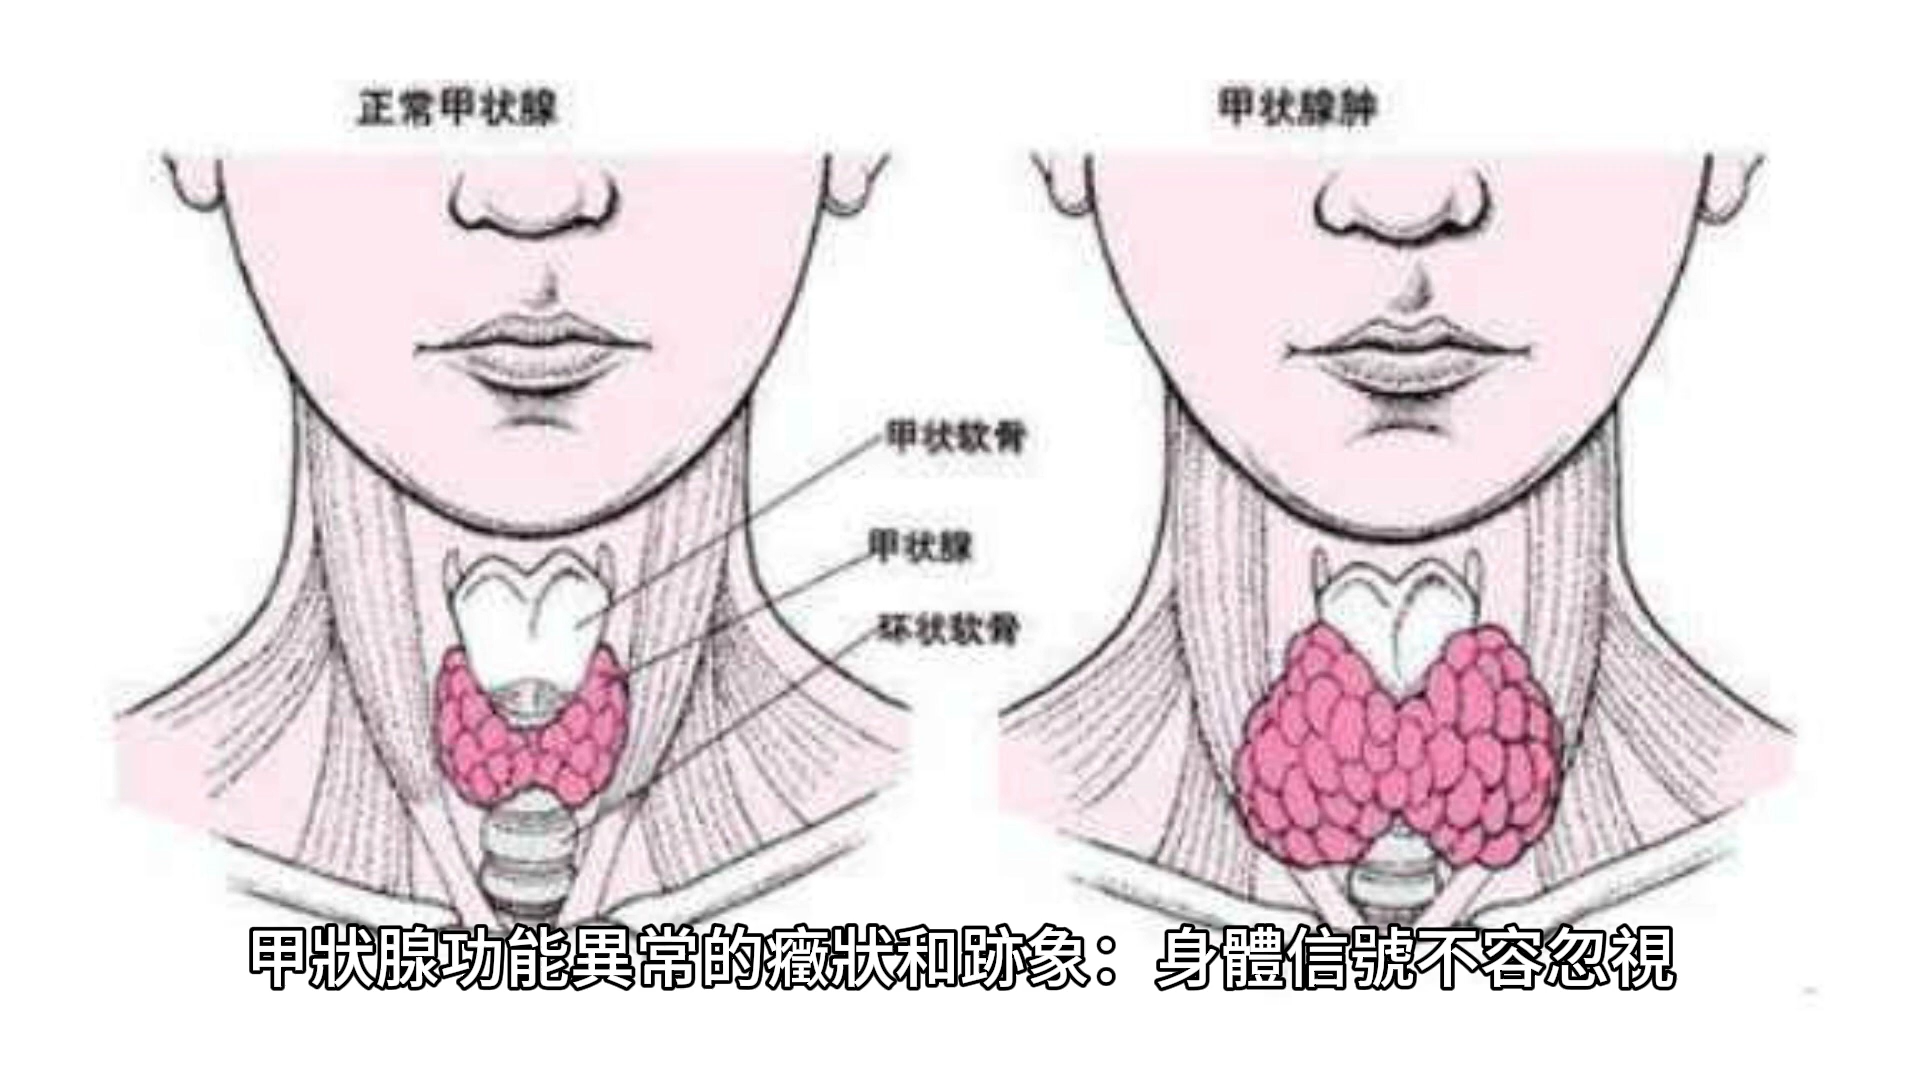 正常甲状腺
甲状腺肿
甲状软骨
甲状腺
环状软骨
甲狀腺功能異常的癥狀和跡象：身體信號不容忽視